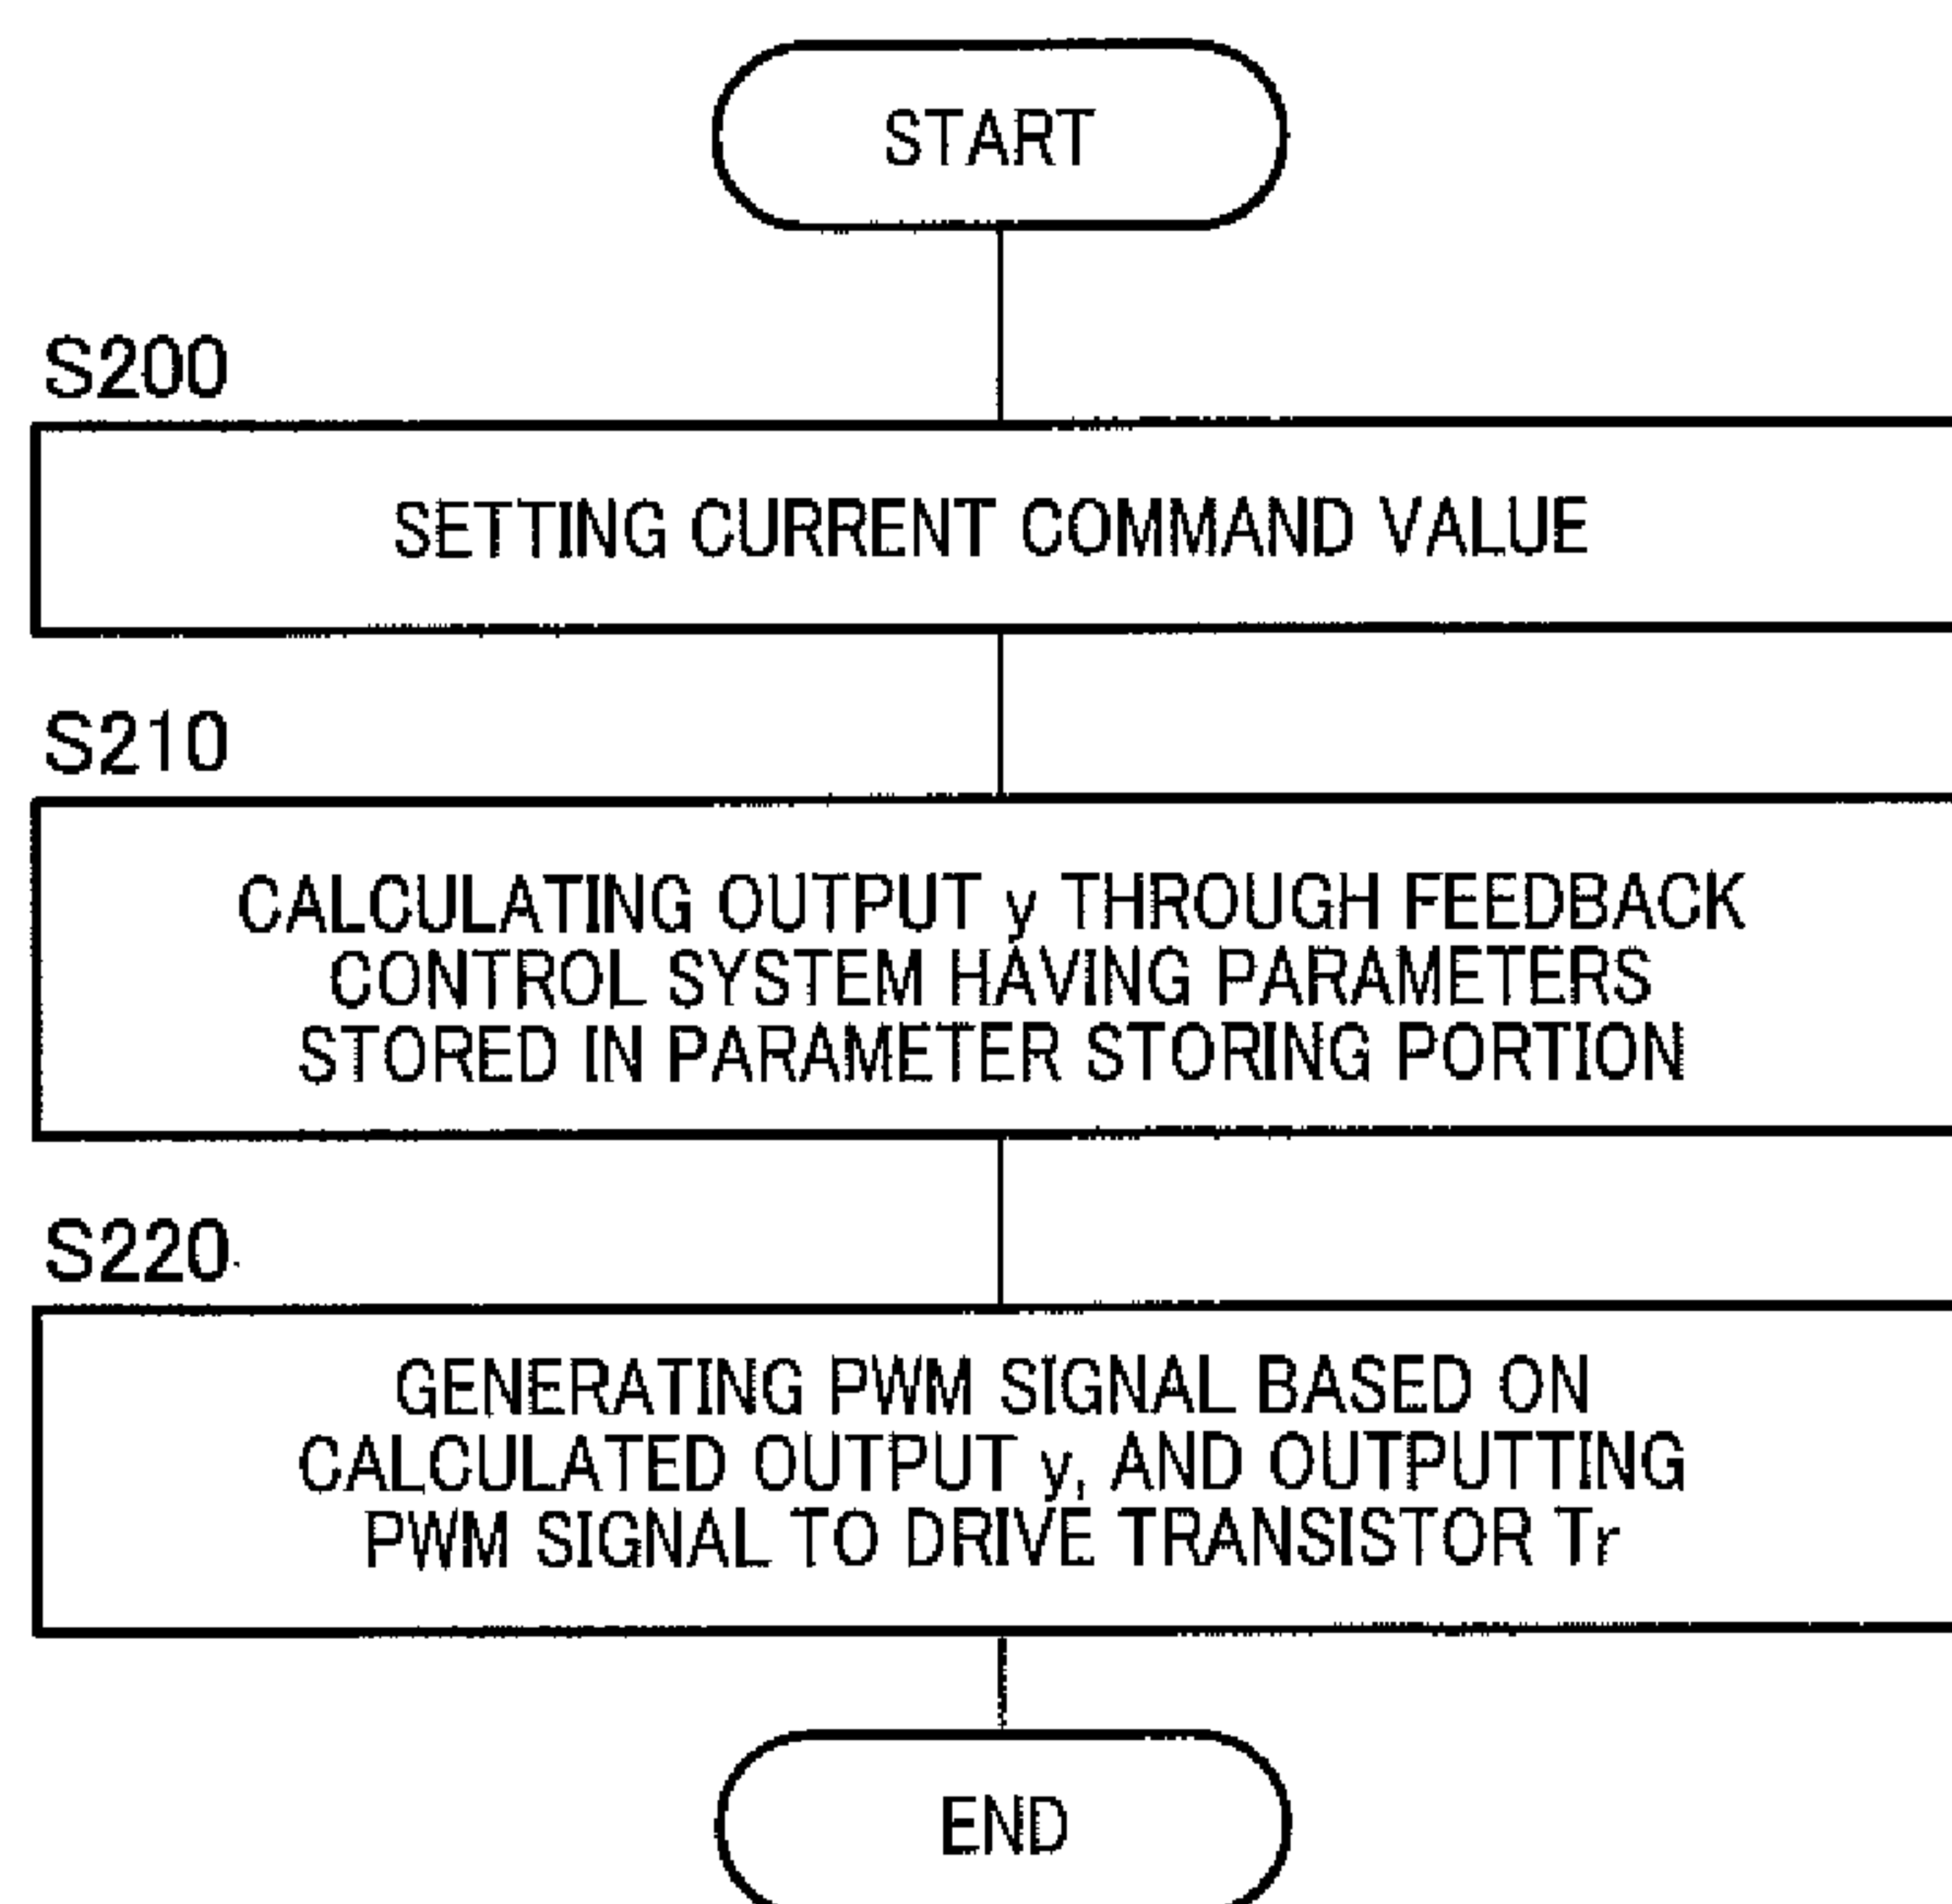 START
S200
SETTING CURRENT COMMAND VALUE
S210
CALCULATING OUTPUT y THROUGH FEEDBACK
CONTROL SYSTEM HAVING PARAMETERS
STORED IN PARAMETER STORING PORTION
S220
GENERATING PWM SIGNAL BASED ON
CALCULATED OUTPUT y, AND OUTPUTTING
PWM SIGNAL TO DRIVE TRANSISTOR Tr
END